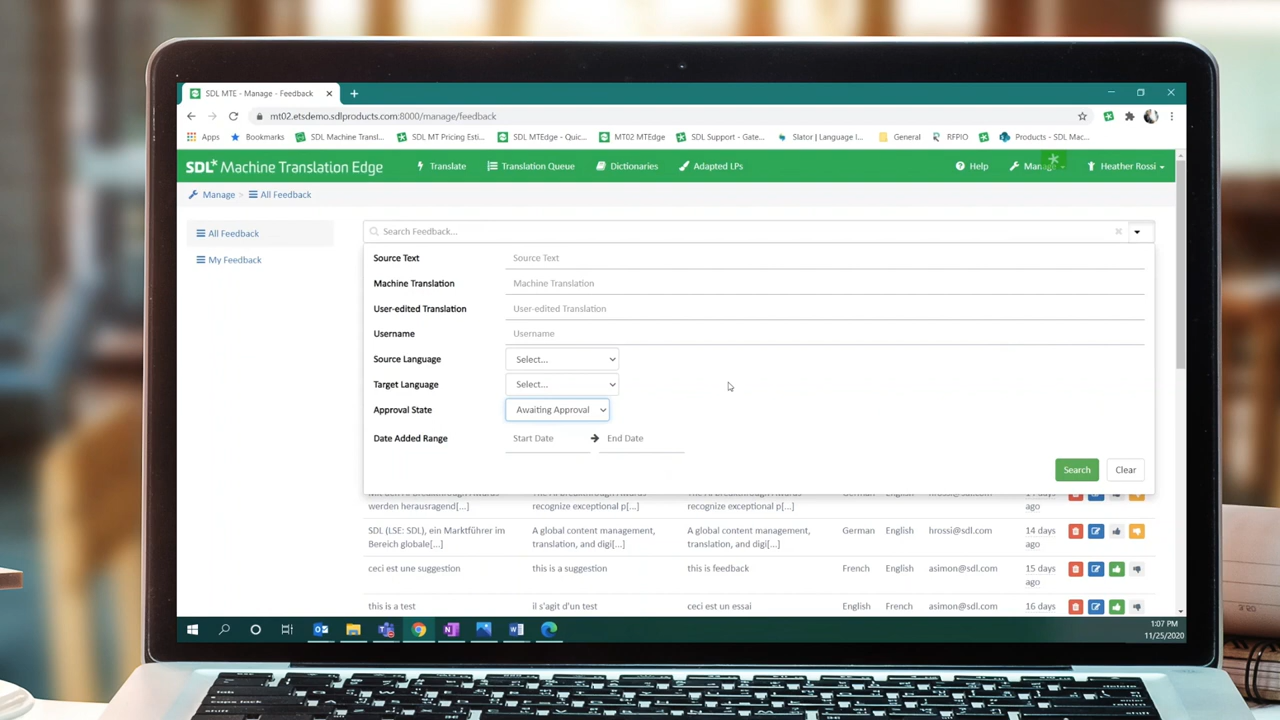 SDL MTE - Manage - Feedback
mt02.etsdemo.sdlproducts.com:8000/manage/feedback
Apps Bookmarks SDL Machine Transl... SDL MT Pricing Esti... SDL MTEdge - Quic... MT02 MTEdge SDL Support - Gate... Slator | Language I... General RFPIO Products - SDL Mac...
SDL* Machine Translation Edge Translate Translation Queue Dictionaries Adapted LPs Help Manage Heather Rossi
Manage > All Feedback
All Feedback
My Feedback
Search Feedback...
Source Text Source Text
Machine Translation Machine Translation
User-edited Translation User-edited Translation
Username Username
Source Language Select...
Target Language Select...
Approval State Awaiting Approval
Date Added Range Start Date End Date
Search Clear
werden herausragend[...] recognize exceptional p[...] recognize exceptional p[...] ago
SDL (LSE: SDL), ein Marktführer im A global content management, A global content management, German English hrossi@sdl.com 14 days
Bereich globale[...] translation, and digi[...] translation, and digi[...] ago
ceci est une suggestion this is a suggestion this is feedback French English asimon@sdl.com 15 days
ago
this is a test il s'agit d'un test ceci est un essai English French asimon@sdl.com 16 days
1:07 PM
11/25/2020
tab
caps lock
shift